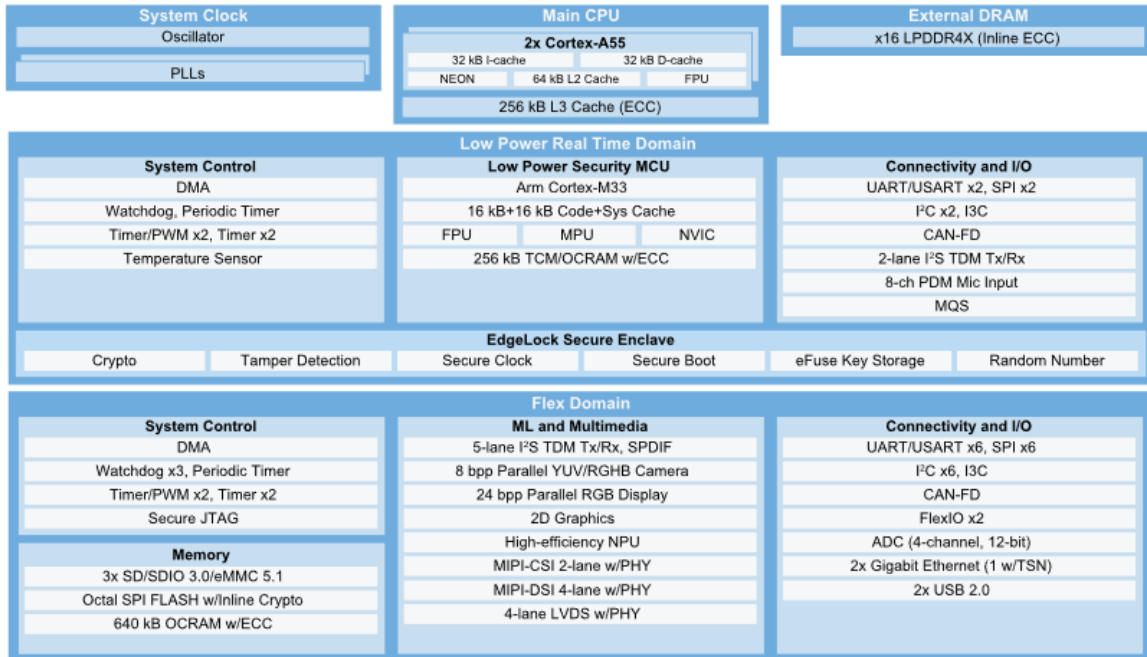 System Clock
Oscillator
PLLs
Main CPU
2x Cortex-A55
32 kB I-cache
32 kB D-cache
NEON
64 kB L2 Cache
FPU
256 kB L3 Cache (ECC)
External DRAM
x16 LPDDR4X (Inline ECC)
Low Power Real Time Domain
System Control
DMA
Watchdog, Periodic Timer
Timer/PWM x2, Timer x2
Temperature Sensor
Low Power Security MCU
Arm Cortex-M33
16 kB+16 kB Code+Sys Cache
FPU
MPU
NVIC
256 kB TCM/OCRAM w/ECC
Connectivity and I/O
UART/USART x2, SPI x2
I²C x2, I3C
CAN-FD
2-lane I²S TDM Tx/Rx
8-ch PDM Mic Input
MQS
EdgeLock Secure Enclave
Crypto
Tamper Detection
Secure Clock
Secure Boot
eFuse Key Storage
Random Number
Flex Domain
System Control
DMA
Watchdog x3, Periodic Timer
Timer/PWM x2, Timer x2
Secure JTAG
Memory
3x SD/SDIO 3.0/eMMC 5.1
Octal SPI FLASH w/Inline Crypto
640 kB OCRAM w/ECC
ML and Multimedia
5-lane I²S TDM Tx/Rx, SPDIF
8 bpp Parallel YUV/RGHB Camera
24 bpp Parallel RGB Display
2D Graphics
High-efficiency NPU
MIPI-CSI 2-lane w/PHY
MIPI-DSI 4-lane w/PHY
4-lane LVDS w/PHY
Connectivity and I/O
UART/USART x6, SPI x6
I²C x6, I3C
CAN-FD
FlexIO x2
ADC (4-channel, 12-bit)
2x Gigabit Ethernet (1 w/TSN)
2x USB 2.0